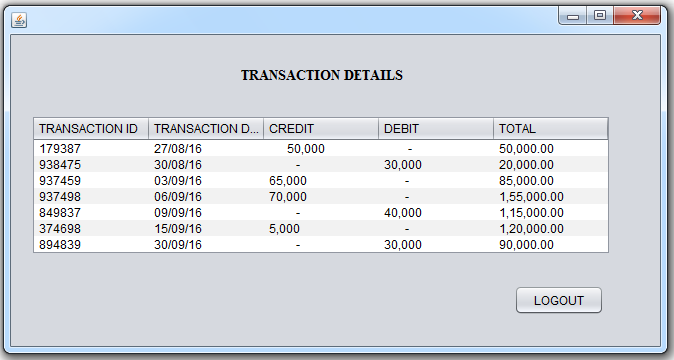 TRANSACTION DETAILS
TRANSACTION ID TRANSACTION D... CREDIT DEBIT TOTAL
179387 27/08/16 50,000 - 50,000.00
938475 30/08/16 - 30,000 20,000.00
937459 03/09/16 65,000 - 85,000.00
937498 06/09/16 70,000 - 1,55,000.00
849837 09/09/16 - 40,000 1,15,000.00
374698 15/09/16 5,000 - 1,20,000.00
894839 30/09/16 - 30,000 90,000.00
LOGOUT